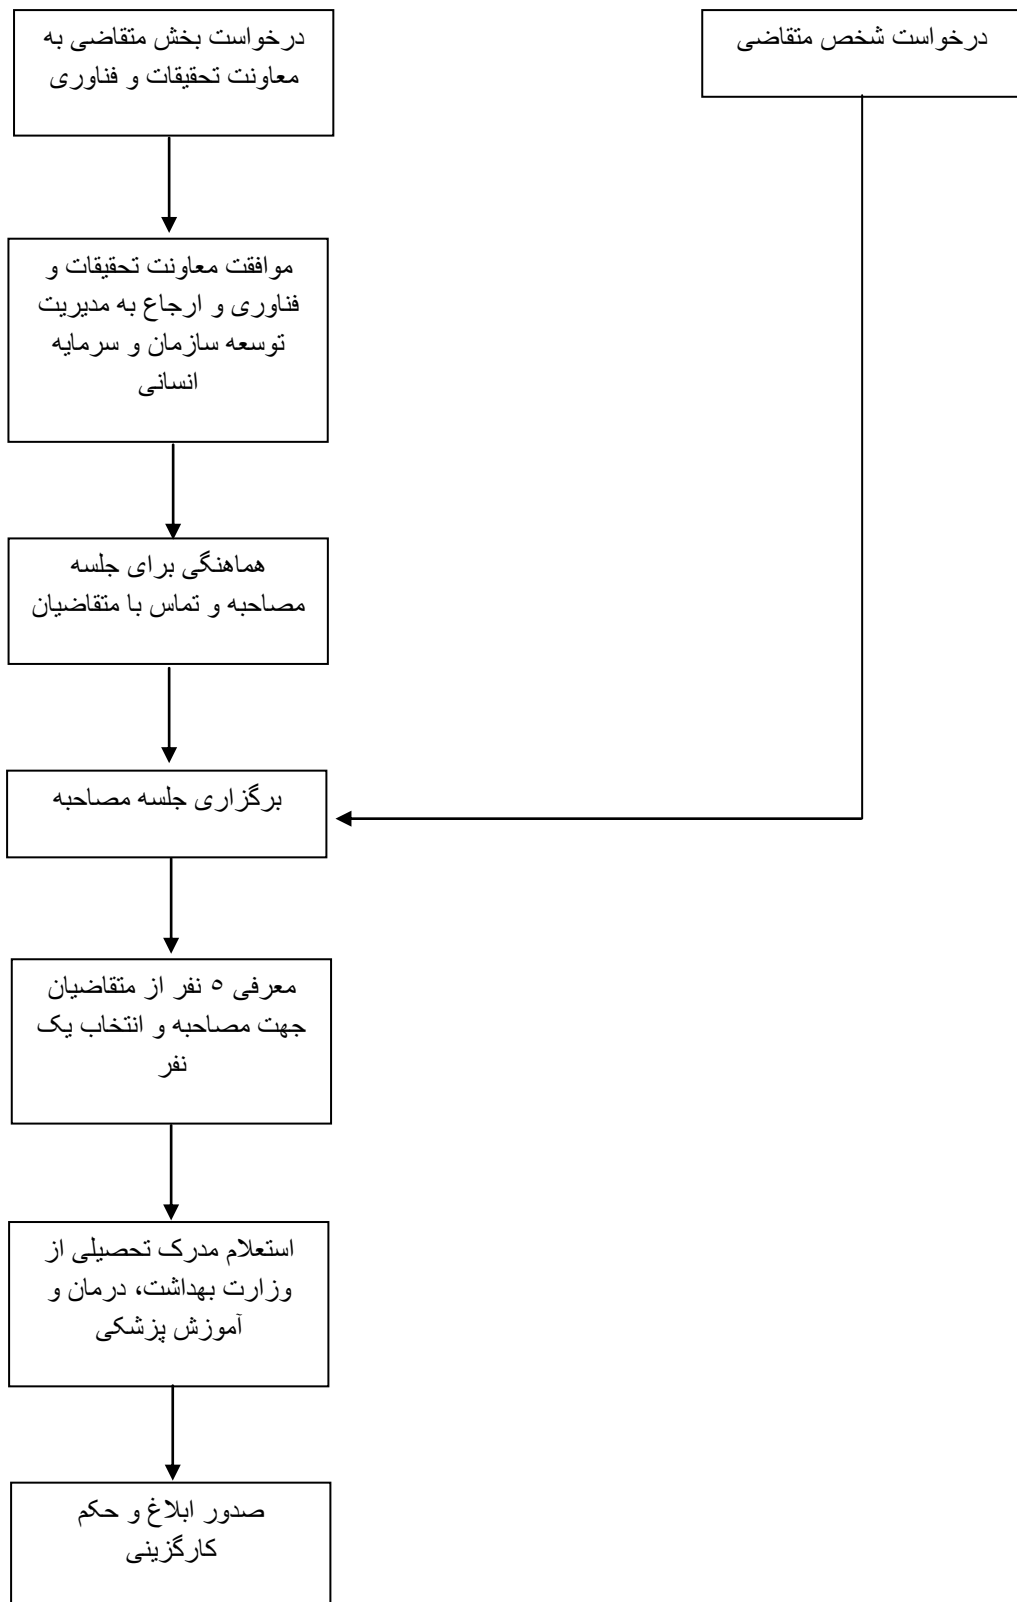 درخواست شخص متقاضی
درخواست بخش متقاضی به
معاونت تحقیقات و فناوری
موافقت معاونت تحقیقات و
فناوری و ارجاع به مدیریت
توسعه سازمان و سرمایه
انسانی
هماهنگی برای جلسه
مصاحبه و تماس با متقاضیان
برگزاری جلسه مصاحبه
معرفی ۵ نفر از متقاضیان
جهت مصاحبه و انتخاب یک
نفر
استعلام مدرک تحصیلی از
وزارت بهداشت، درمان و
آموزش پزشکی
صدور ابلاغ و حکم
کارگزینی